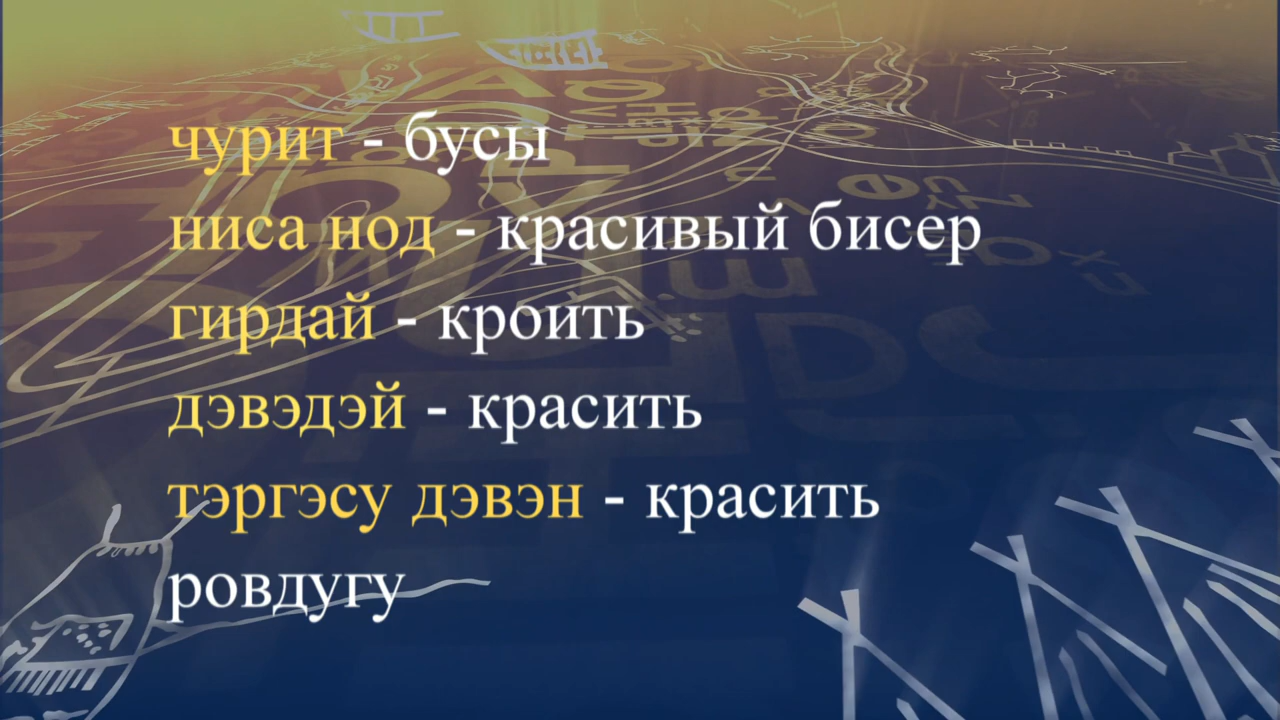 чурит - бусы
ниса нод - красивый бисер
гирдай - кроить
дэвэдэй - красить
тэргэсу дэвэн - красить
ровдугу